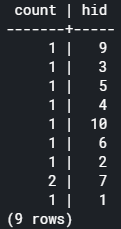 count | hid
-------+-----
1 | 9
1 | 3
1 | 5
1 | 4
1 | 10
1 | 6
1 | 2
2 | 7
1 | 1
(9 rows)